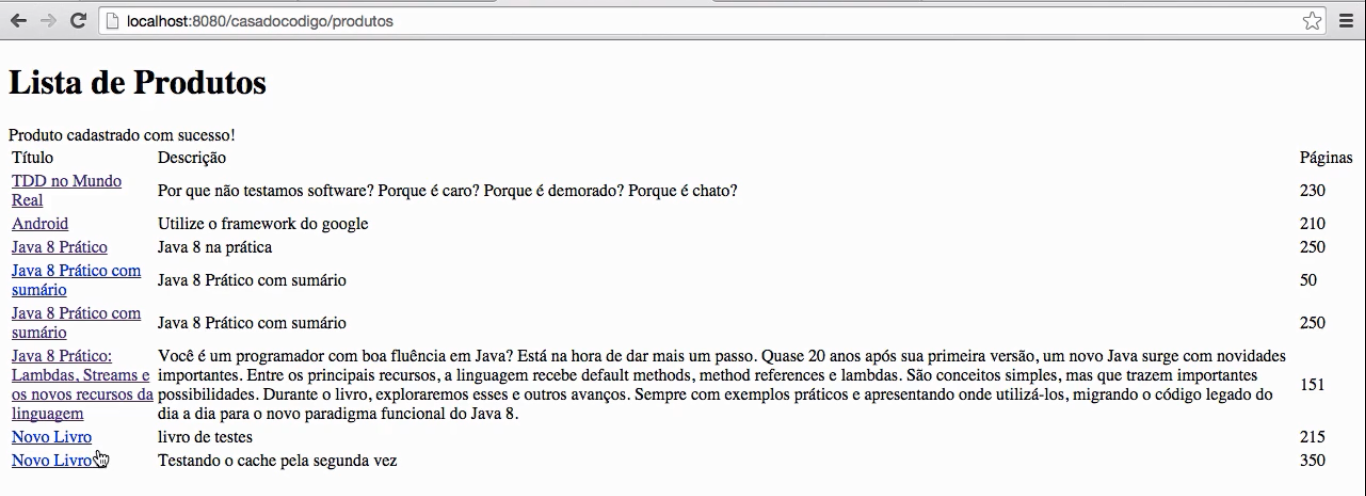 localhost:8080/casadocodigo/produtos
Lista de Produtos
Produto cadastrado com sucesso!
Título Descrição Páginas
TDD no Mundo
Real
Por que não testamos software? Porque é caro? Porque é demorado? Porque é chato?
230
Android Utilize o framework do google 210
Java 8 Prático Java 8 na prática 250
Java 8 Prático com
sumário
Java 8 Prático com sumário
50
Java 8 Prático com
sumário
Java 8 Prático com sumário
250
Java 8 Prático:
Lambdas, Streams e
os novos recursos da
linguagem
Você é um programador com boa fluência em Java? Está na hora de dar mais um passo. Quase 20 anos após sua primeira versão, um novo Java surge com novidades
importantes. Entre os principais recursos, a linguagem recebe default methods, method references e lambdas. São conceitos simples, mas que trazem importantes
possibilidades. Durante o livro, exploraremos esses e outros avanços. Sempre com exemplos práticos e apresentando onde utilizá-los, migrando o código legado do
dia a dia para o novo paradigma funcional do Java 8.
151
Novo Livro livro de testes 215
Novo Livro Testando o cache pela segunda vez 350